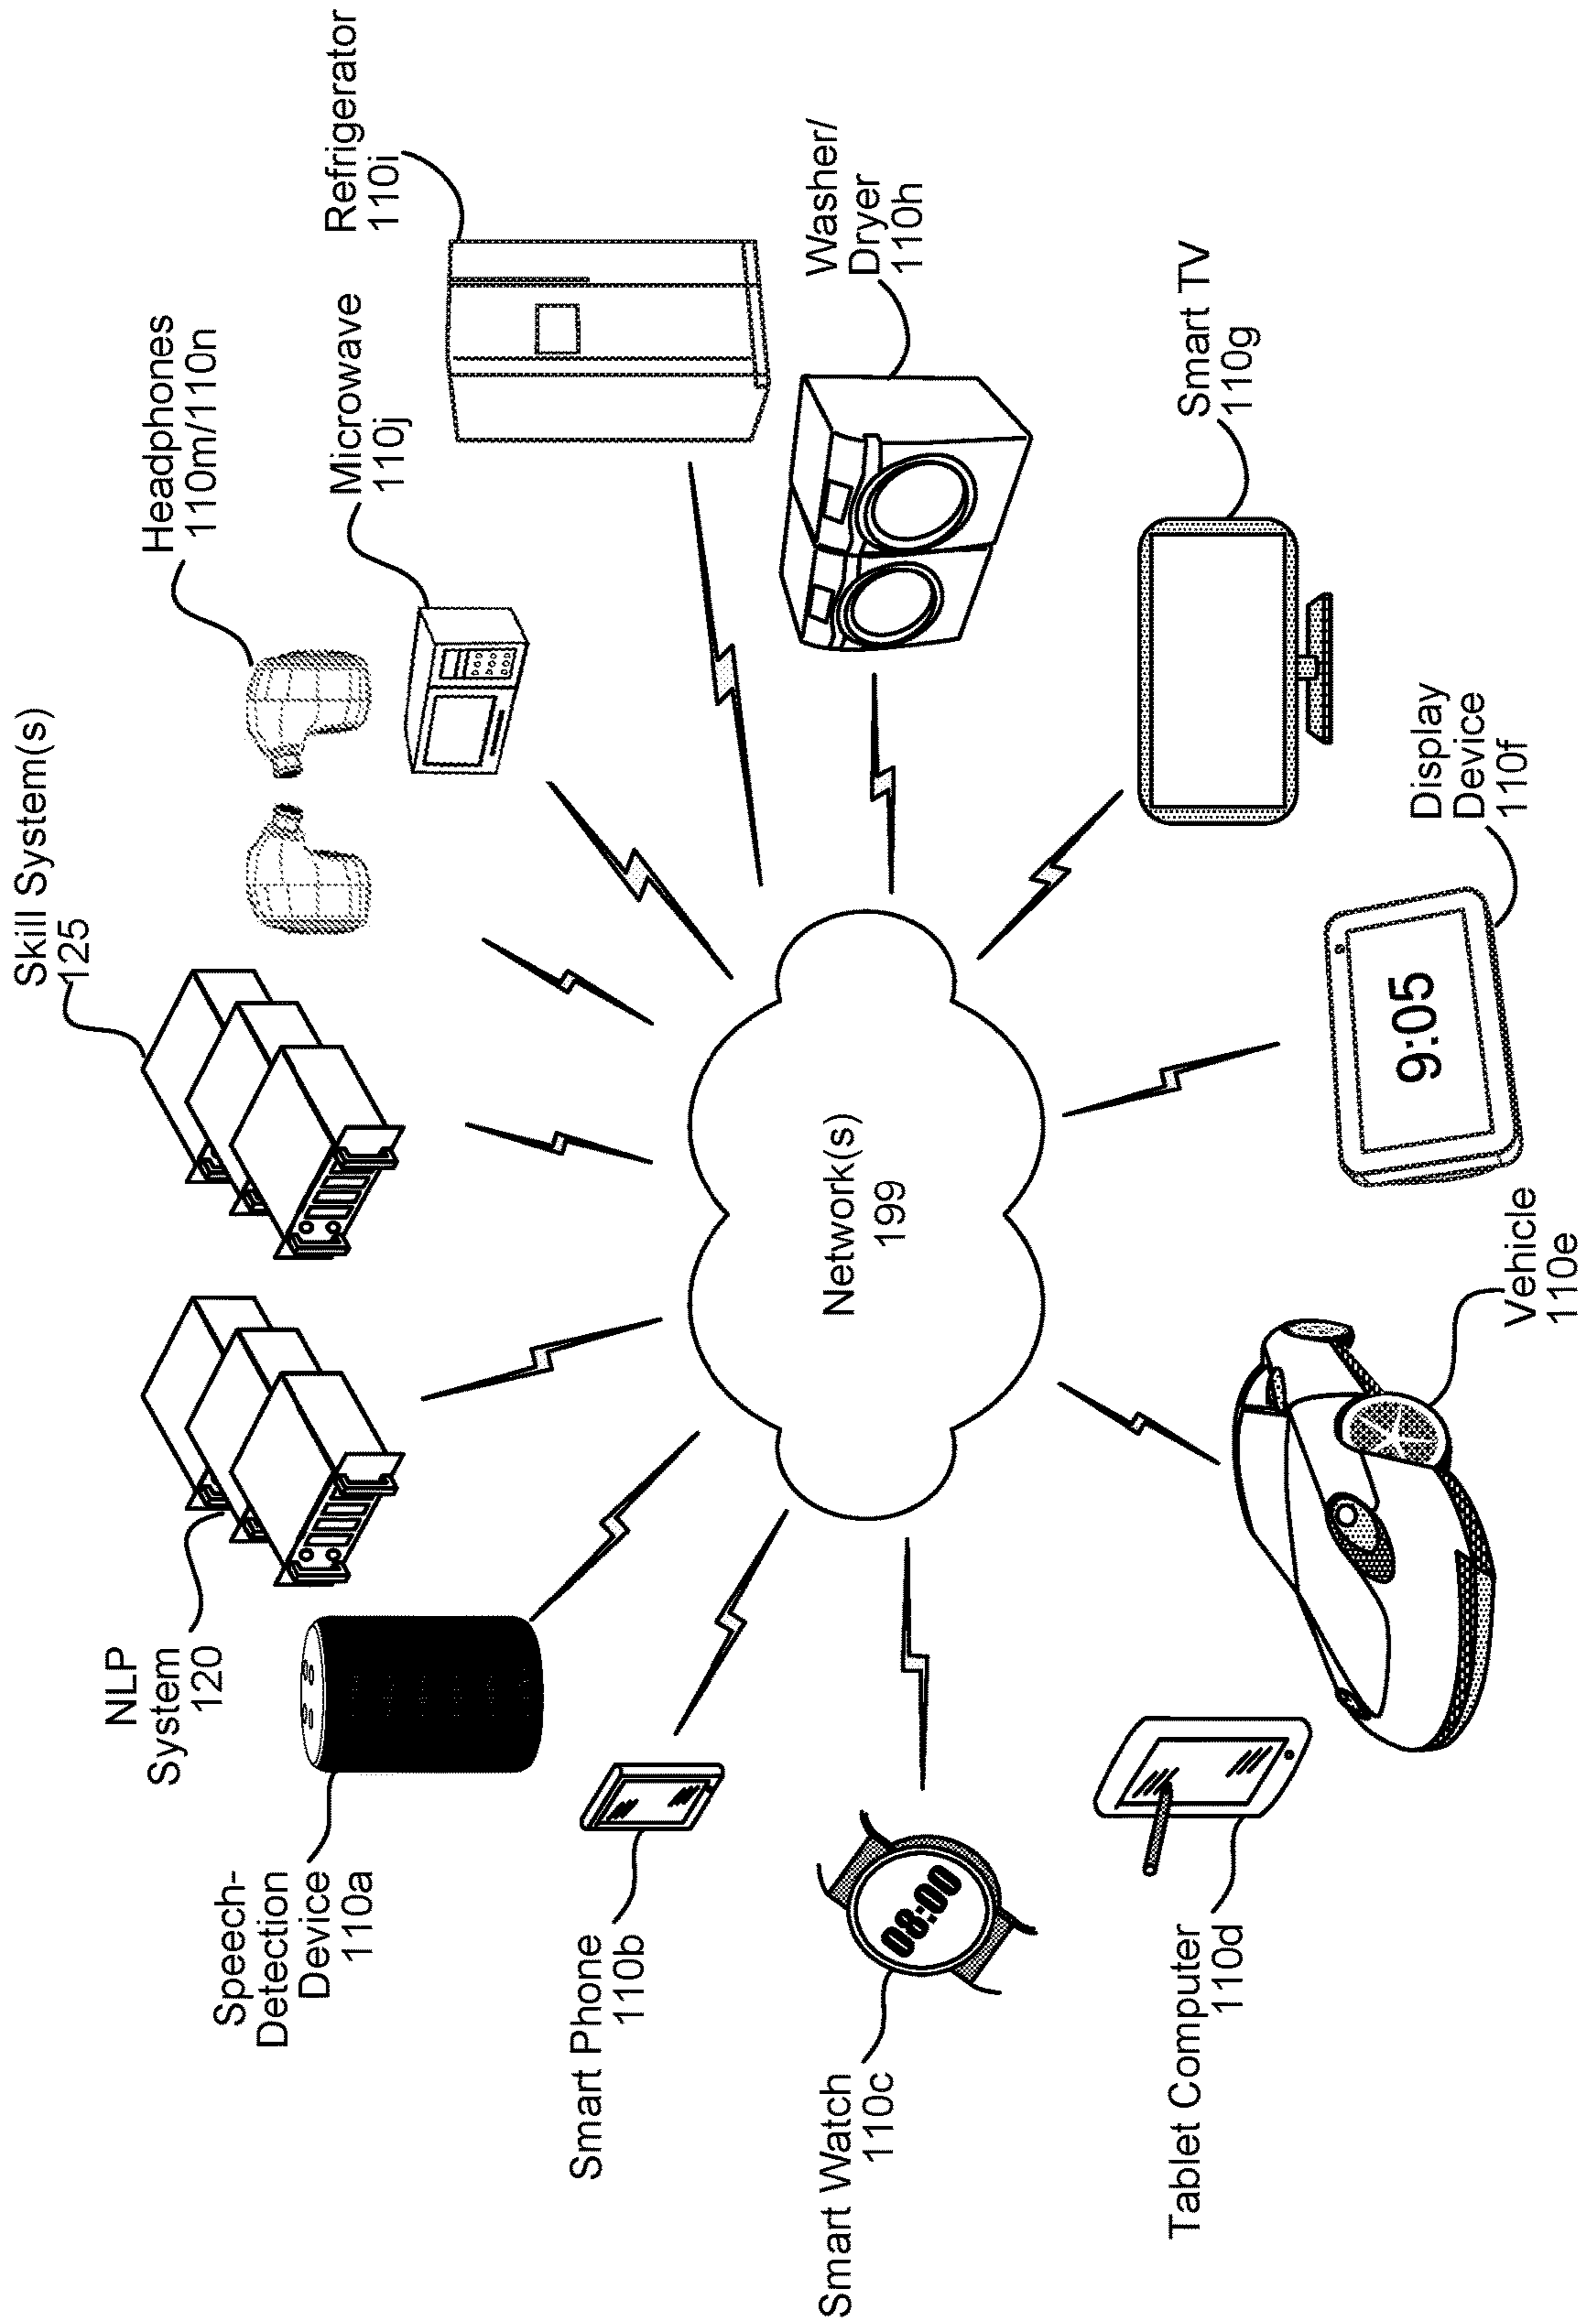 Skill System(s)
125
Headphones
110m/110n
Microwave
110j
Refrigerator
110i
NLP
System
120
Speech-
Detection
Device
110a
Washer/
Dryer
110h
Smart Phone
110b
Network(s)
199
Smart Watch
110c
08:00
Smart TV
110g
Tablet Computer
110d
Display
Device
110f
9:05
Vehicle
110e